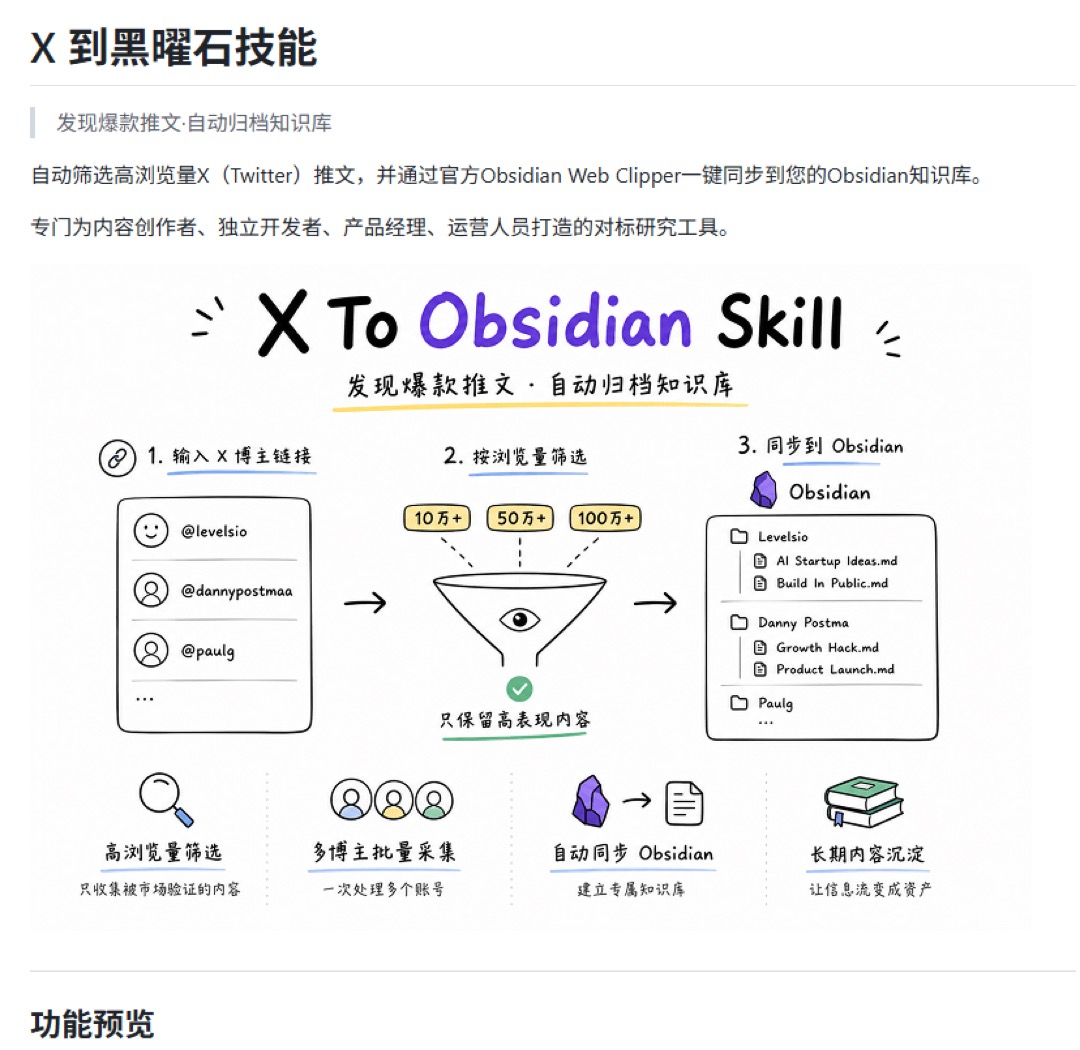 X 到黑曜石技能
发现爆款推文·自动归档知识库
自动筛选高浏览量X（Twitter）推文，并通过官方Obsidian Web Clipper一键同步到您的Obsidian知识库。
专门为内容创作者、独立开发者、产品经理、运营人员打造的对标研究工具。
X To Obsidian Skill
发现爆款推文 · 自动归档知识库
1. 输入 X 博主链接
@levelsio
@dannypostmaa
@paulg
...
2. 按浏览量筛选
10万+
50万+
100万+
只保留高表现内容
3. 同步到 Obsidian
Obsidian
Levelsio
AI Startup Ideas.md
Build In Public.md
Danny Postma
Growth Hack.md
Product Launch.md
Paulg
...
高浏览量筛选
只收集被市场验证的内容
多博主批量采集
一次处理多个账号
自动同步 Obsidian
建立专属知识库
长期内容沉淀
让信息流变成资产
功能预览